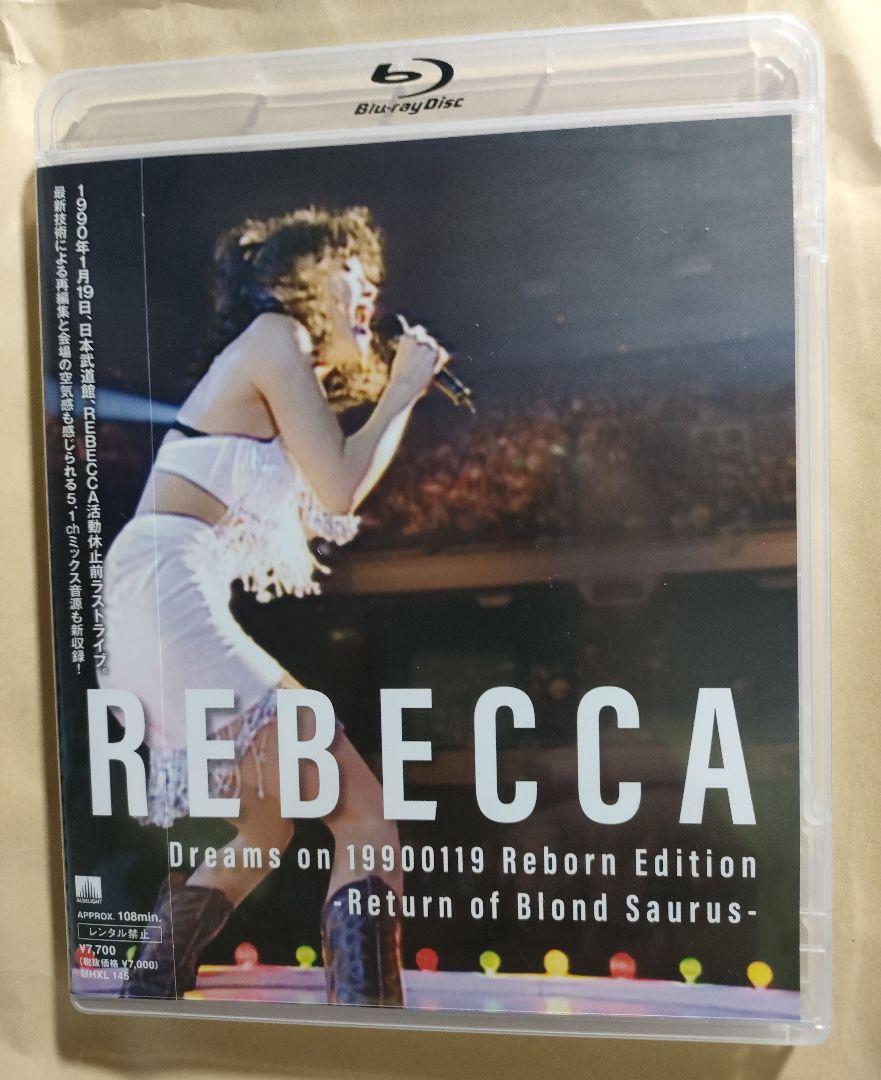 Blu-ray Disc
1990年1月19日、日本武道館、REBECCA活動休止前ラストライブ。
最新技術による再編集と会場の空気感も感じられる5.1chミックス音源も新収録!
REBECCA
Dreams on 19900119 Reborn Edition
-Return of Blond Saurus-
AUDELIGHT
APPROX. 108min.
レンタル禁止
¥7,700
(税抜価格 ¥7,000)
MHXL 145